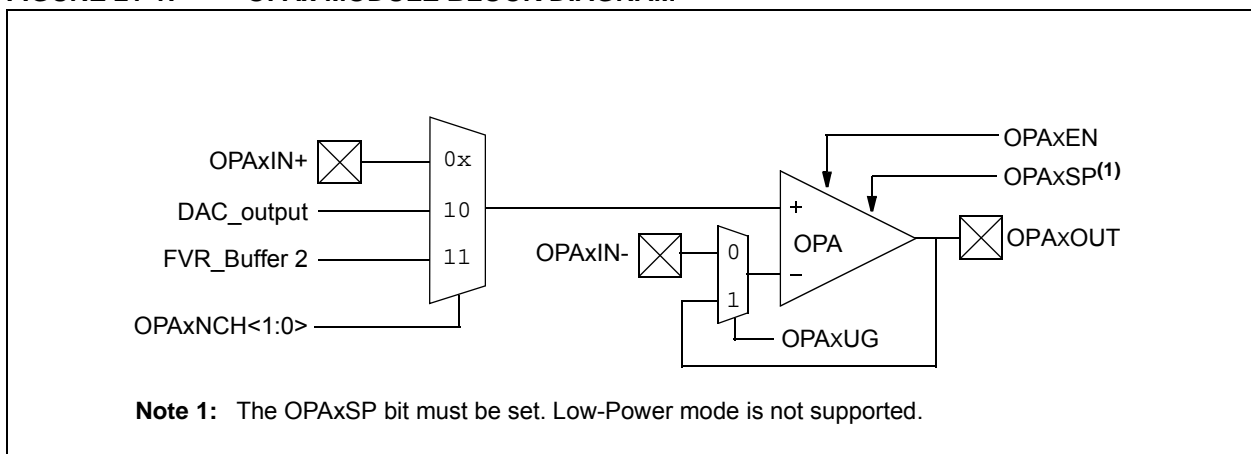 OPAxIN+
0x
DAC_output
10
FVR_Buffer 2
11
OPAxNCH<1:0>
OPAxEN
OPAxSP(1)
+
OPA
−
OPAxOUT
OPAxIN-
0
1
OPAxUG
Note 1: The OPAxSP bit must be set. Low-Power mode is not supported.